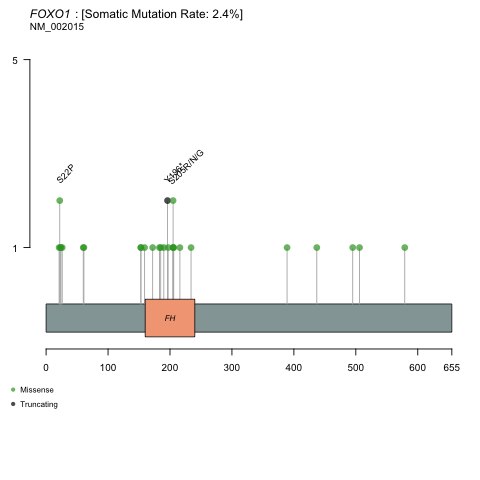 FOXO1 : [Somatic Mutation Rate: 2.4%]
NM_002015
5
S22P
Y196*
S205R/N/G
1
FH
0 100 200 300 400 500 600 655
Missense
Truncating